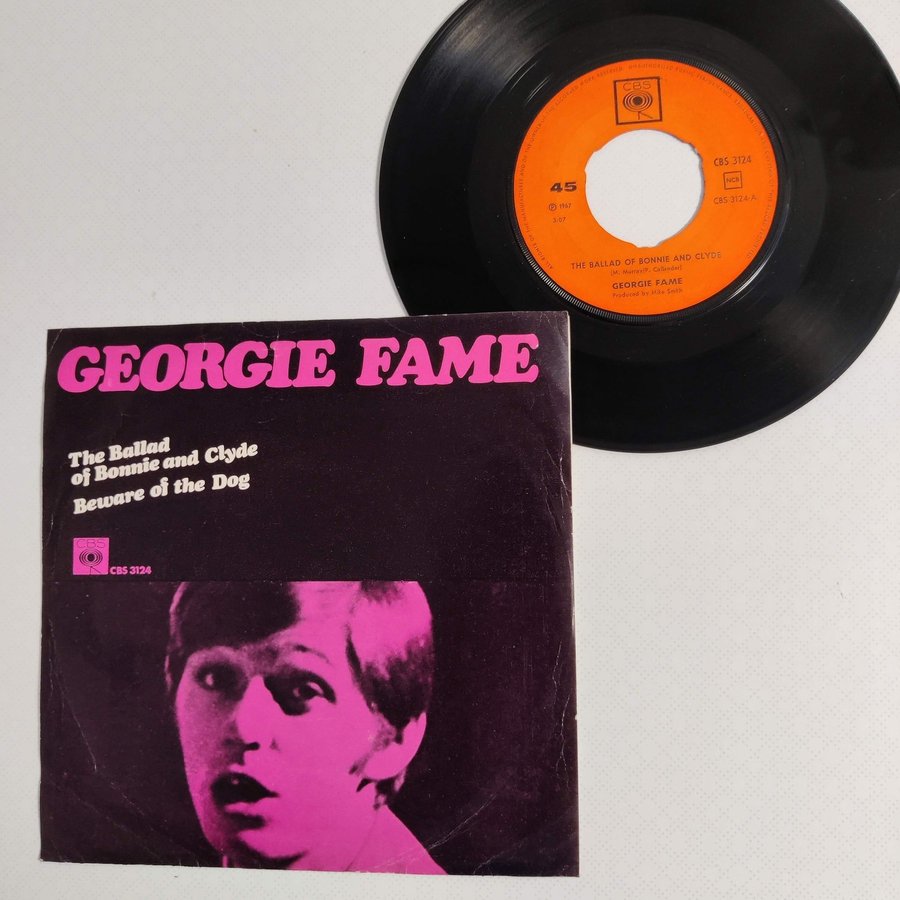 GEORGIE FAME
The Ballad
of Bonnie and Clyde
Beware of the Dog
CBS
CBS 3124
CBS
CBS 3124
NCB
CBS 3124-A
45
℗ 1967
3:07
THE BALLAD OF BONNIE AND CLYDE
(M. Murray/P. Callander)
GEORGIE FAME
Produced by Mike Smith